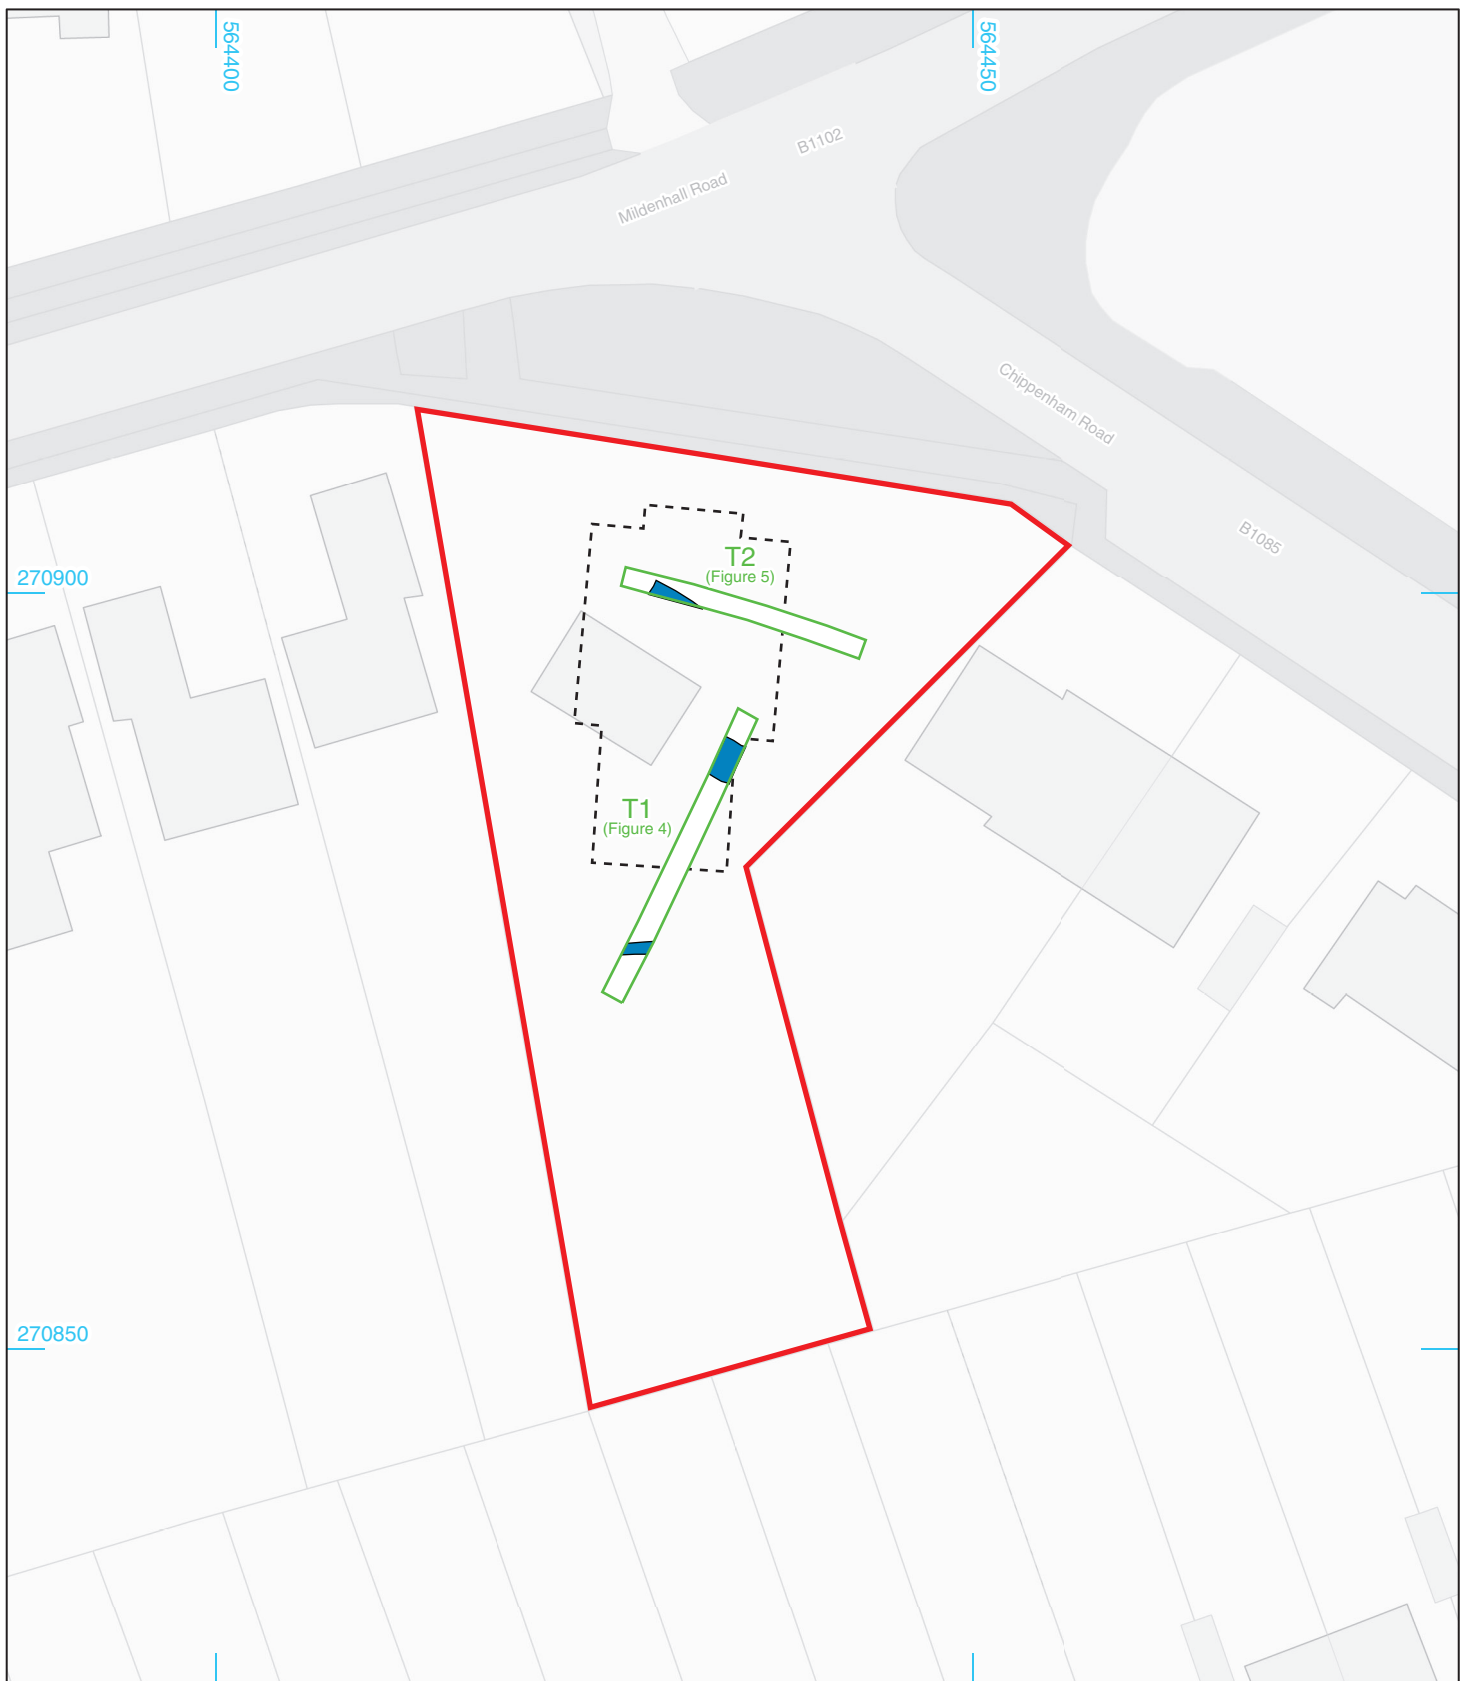 564400
564450
B1102
Mildenhall Road
Chippenham Road
B1085
T2
(Figure 5)
270900
T1
(Figure 4)
270850